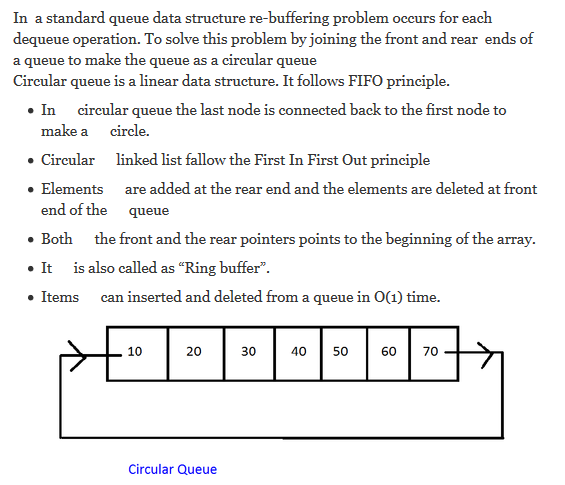 In a standard queue data structure re-buffering problem occurs for each
dequeue operation. To solve this problem by joining the front and rear ends of
a queue to make the queue as a circular queue
Circular queue is a linear data structure. It follows FIFO principle.
• In circular queue the last node is connected back to the first node to
make a circle.
• Circular linked list fallow the First In First Out principle
• Elements are added at the rear end and the elements are deleted at front
end of the queue
• Both the front and the rear pointers points to the beginning of the array.
• It is also called as “Ring buffer”.
• Items can inserted and deleted from a queue in O(1) time.
10 20 30 40 50 60 70
Circular Queue